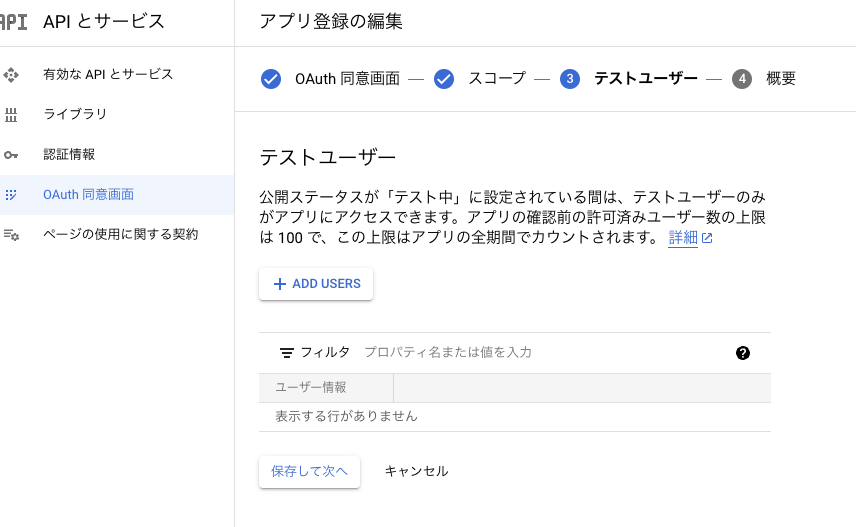 API APIとサービス
アプリ登録の編集
有効な API とサービス
ライブラリ
認証情報
OAuth 同意画面
ページの使用に関する契約
OAuth 同意画面 — スコープ — 3 テストユーザー — 4 概要
テストユーザー
公開ステータスが「テスト中」に設定されている間は、テストユーザーのみ
がアプリにアクセスできます。アプリの確認前の許可済みユーザー数の上限
は 100 で、この上限はアプリの全期間でカウントされます。 詳細
+ ADD USERS
フィルタ プロパティ名または値を入力 ?
ユーザー情報
表示する行がありません
保存して次へ キャンセル